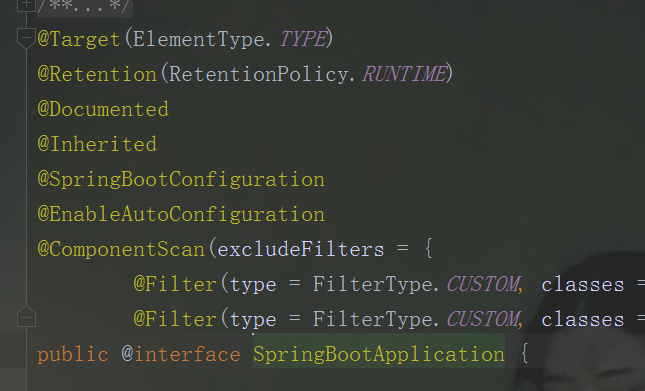 /**...*/
@Target(ElementType.TYPE)
@Retention(RetentionPolicy.RUNTIME)
@Documented
@Inherited
@SpringBootConfiguration
@EnableAutoConfiguration
@ComponentScan(excludeFilters = {
@Filter(type = FilterType.CUSTOM, classes =
@Filter(type = FilterType.CUSTOM, classes =
public @interface SpringBootApplication {